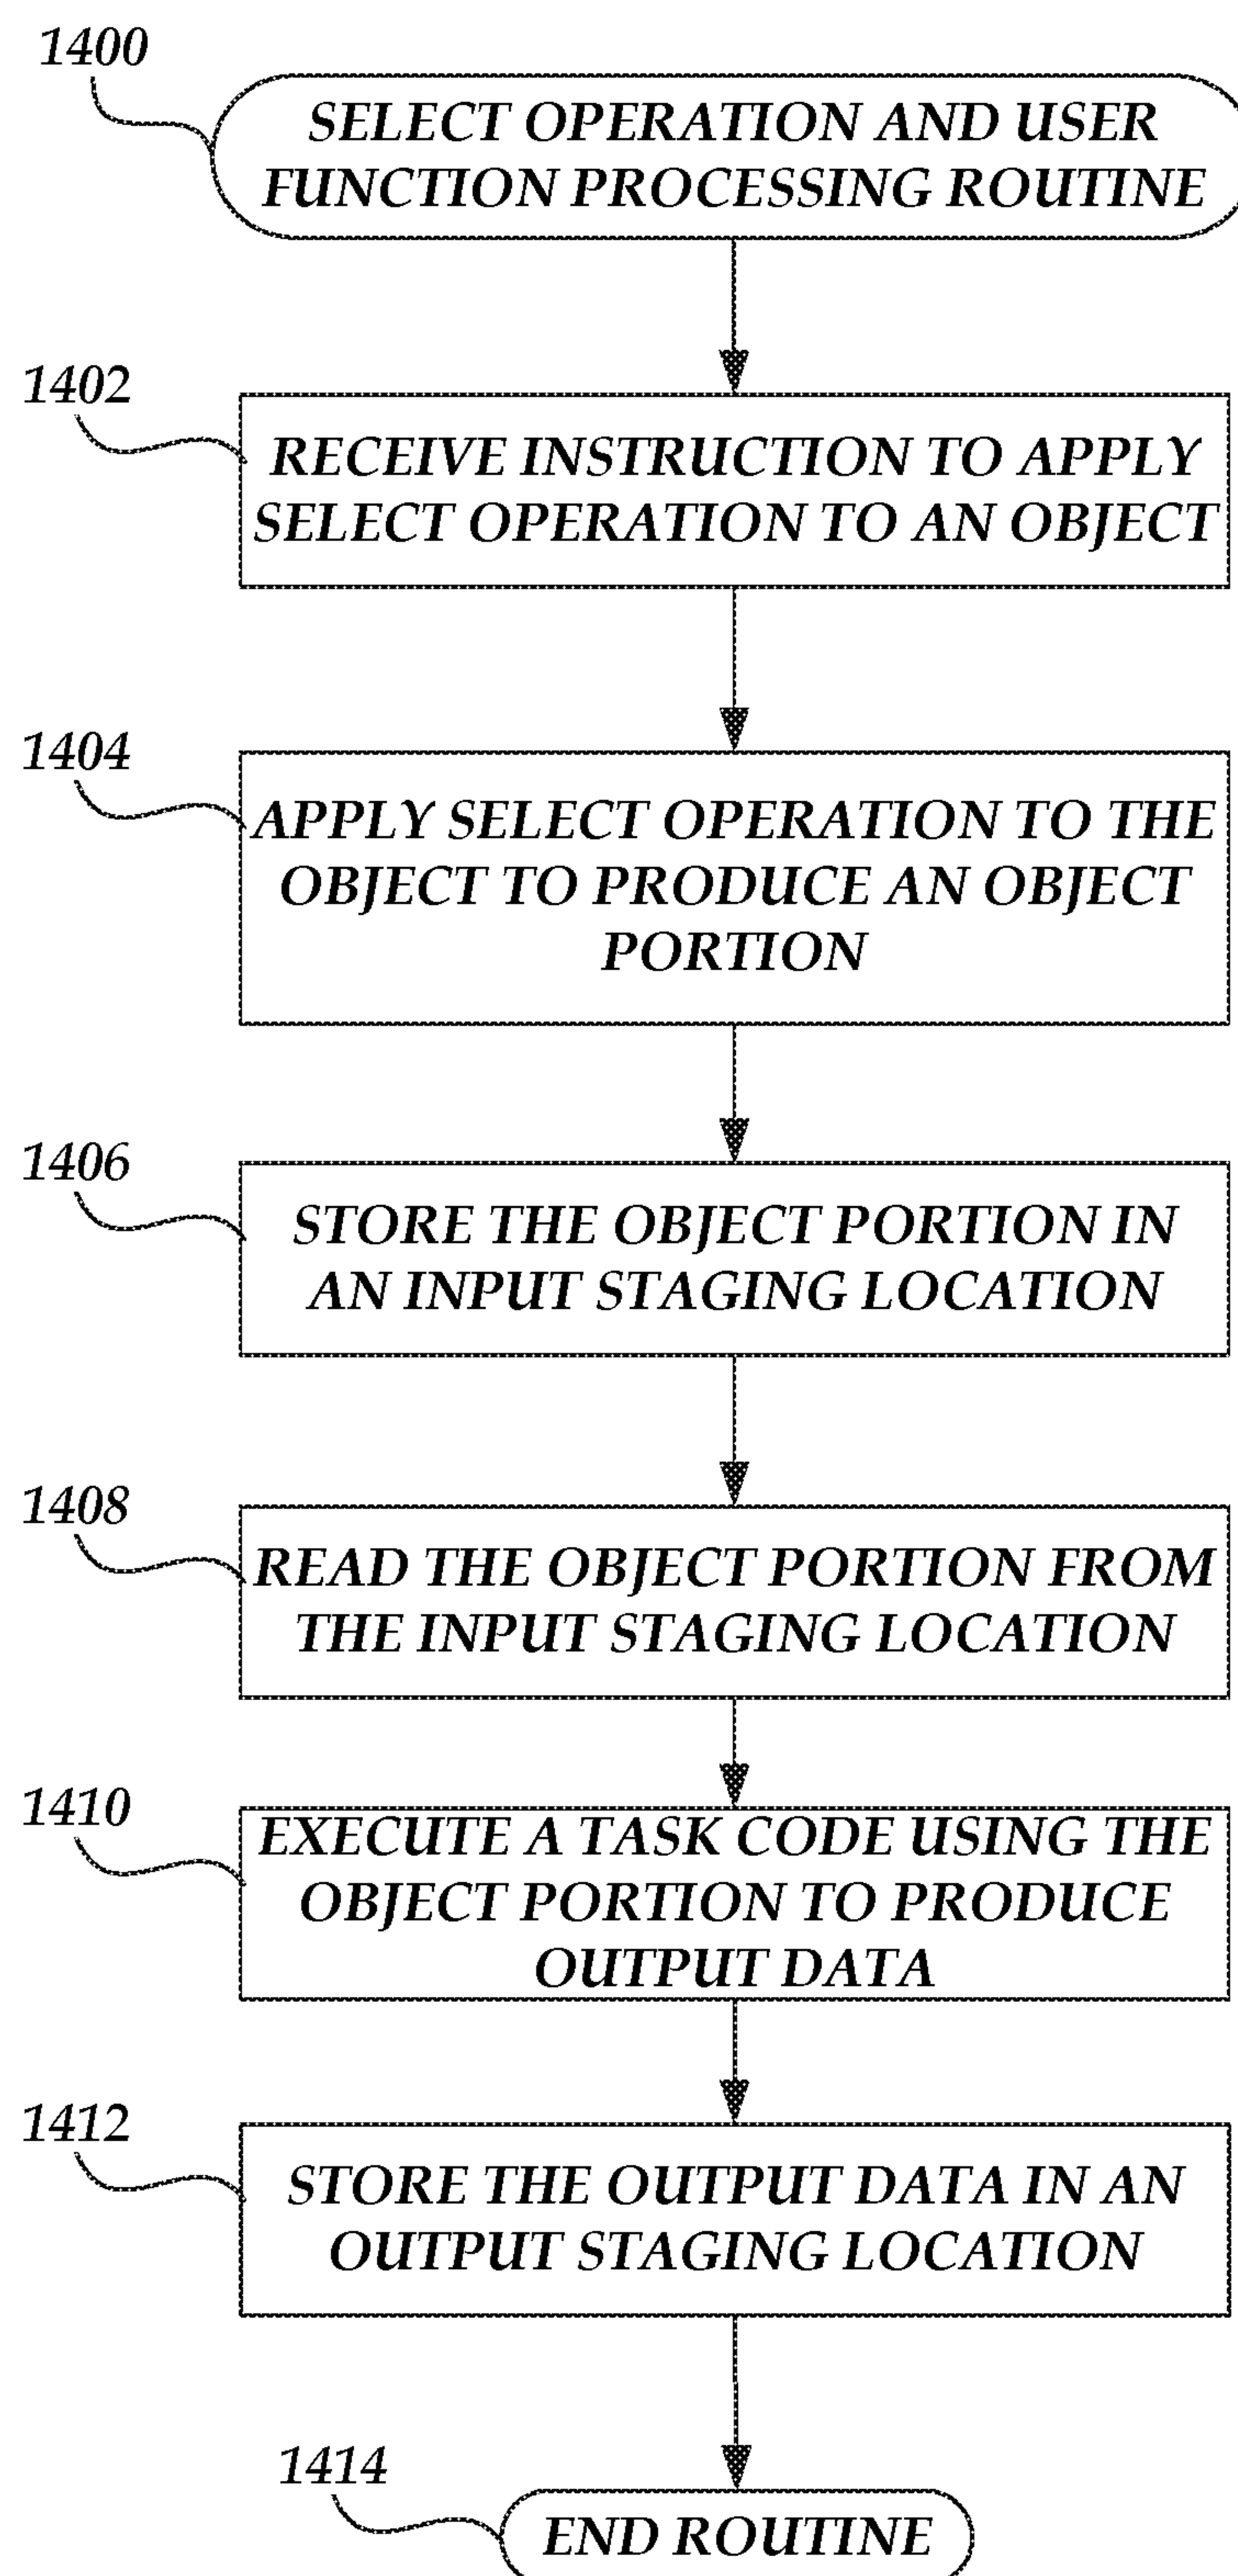 1400
SELECT OPERATION AND USER
FUNCTION PROCESSING ROUTINE
1402
RECEIVE INSTRUCTION TO APPLY
SELECT OPERATION TO AN OBJECT
1404
APPLY SELECT OPERATION TO THE
OBJECT TO PRODUCE AN OBJECT
PORTION
1406
STORE THE OBJECT PORTION IN
AN INPUT STAGING LOCATION
1408
READ THE OBJECT PORTION FROM
THE INPUT STAGING LOCATION
1410
EXECUTE A TASK CODE USING THE
OBJECT PORTION TO PRODUCE
OUTPUT DATA
1412
STORE THE OUTPUT DATA IN AN
OUTPUT STAGING LOCATION
1414
END ROUTINE